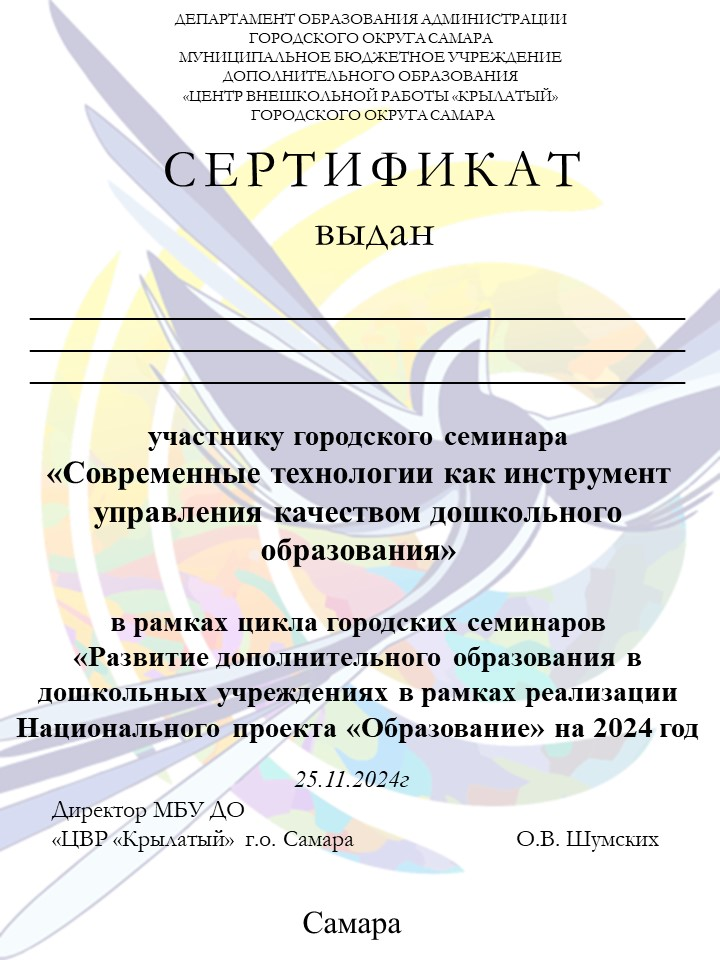 ДЕПАРТАМЕНТ ОБРАЗОВАНИЯ АДМИНИСТРАЦИИ
ГОРОДСКОГО ОКРУГА САМАРА
МУНИЦИПАЛЬНОЕ БЮДЖЕТНОЕ УЧРЕЖДЕНИЕ
ДОПОЛНИТЕЛЬНОГО ОБРАЗОВАНИЯ
«ЦЕНТР ВНЕШКОЛЬНОЙ РАБОТЫ «КРЫЛАТЫЙ»
ГОРОДСКОГО ОКРУГА САМАРА
СЕРТИФИКАТ
выдан
участнику городского семинара
«Современные технологии как инструмент
управления качеством дошкольного
образования»
в рамках цикла городских семинаров
«Развитие дополнительного образования в
дошкольных учреждениях в рамках реализации
Национального проекта «Образование» на 2024 год
25.11.2024г
Директор МБУ ДО
«ЦВР «Крылатый» г.о. Самара О.В. Шумских
Самара